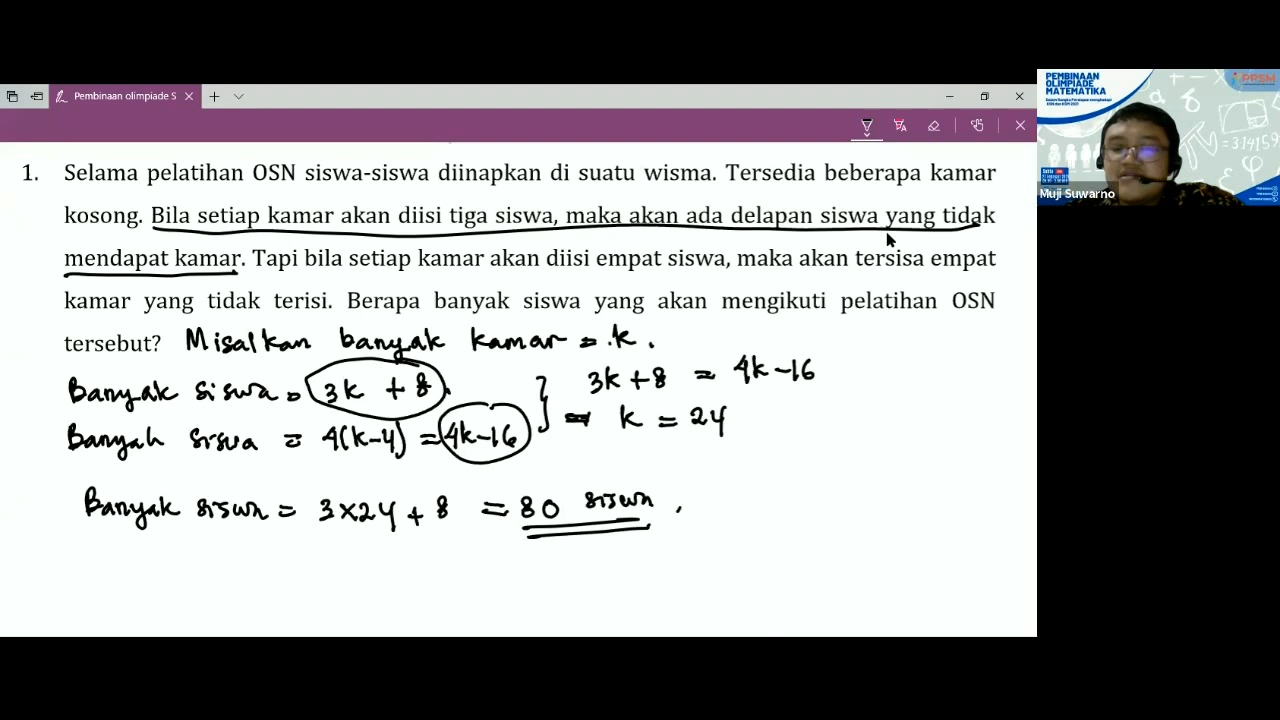 Pembinaan olimpiade S
1. Selama pelatihan OSN siswa-siswa diinapkan di suatu wisma. Tersedia beberapa kamar
kosong. Bila setiap kamar akan diisi tiga siswa, maka akan ada delapan siswa yang tidak
mendapat kamar. Tapi bila setiap kamar akan diisi empat siswa, maka akan tersisa empat
kamar yang tidak terisi. Berapa banyak siswa yang akan mengikuti pelatihan OSN
tersebut? Misalkan banyak kamar = k.
Banyak siswa = 3k + 8.
Banyak siswa = 4(k-4) = 4k-16
3k+8 = 4k-16
k = 24
Banyak siswa = 3x24 + 8 = 80 siswa.
PEMBINAAN
OLIMPIADE
MATEMATIKA
PRSM
=314159
Muji Suwarno